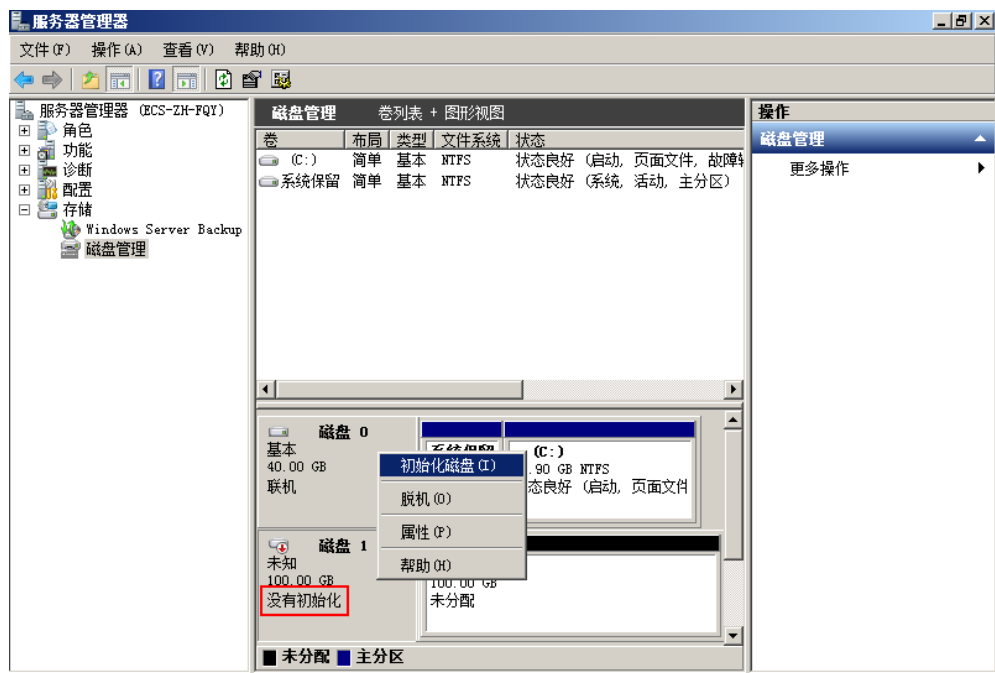 服务器管理器
文件(F) 操作(A) 查看(V) 帮助(H)
服务器管理器 (ECS-ZH-FQY)
角色
功能
诊断
配置
存储
Windows Server Backup
磁盘管理
磁盘管理 卷列表 + 图形视图
卷 布局 类型 文件系统 状态
(C:) 简单 基本 NTFS 状态良好 (启动, 页面文件, 故障
系统保留 简单 基本 NTFS 状态良好 (系统, 活动, 主分区)
磁盘 0
基本
40.00 GB
联机
系统保留
(C:)
.90 GB NTFS
态良好 (启动, 页面文件
初始化磁盘(I)
脱机(O)
属性(P)
帮助(H)
磁盘 1
未知
100.00 GB
没有初始化
100.00 GB
未分配
未分配 主分区
操作
磁盘管理
更多操作